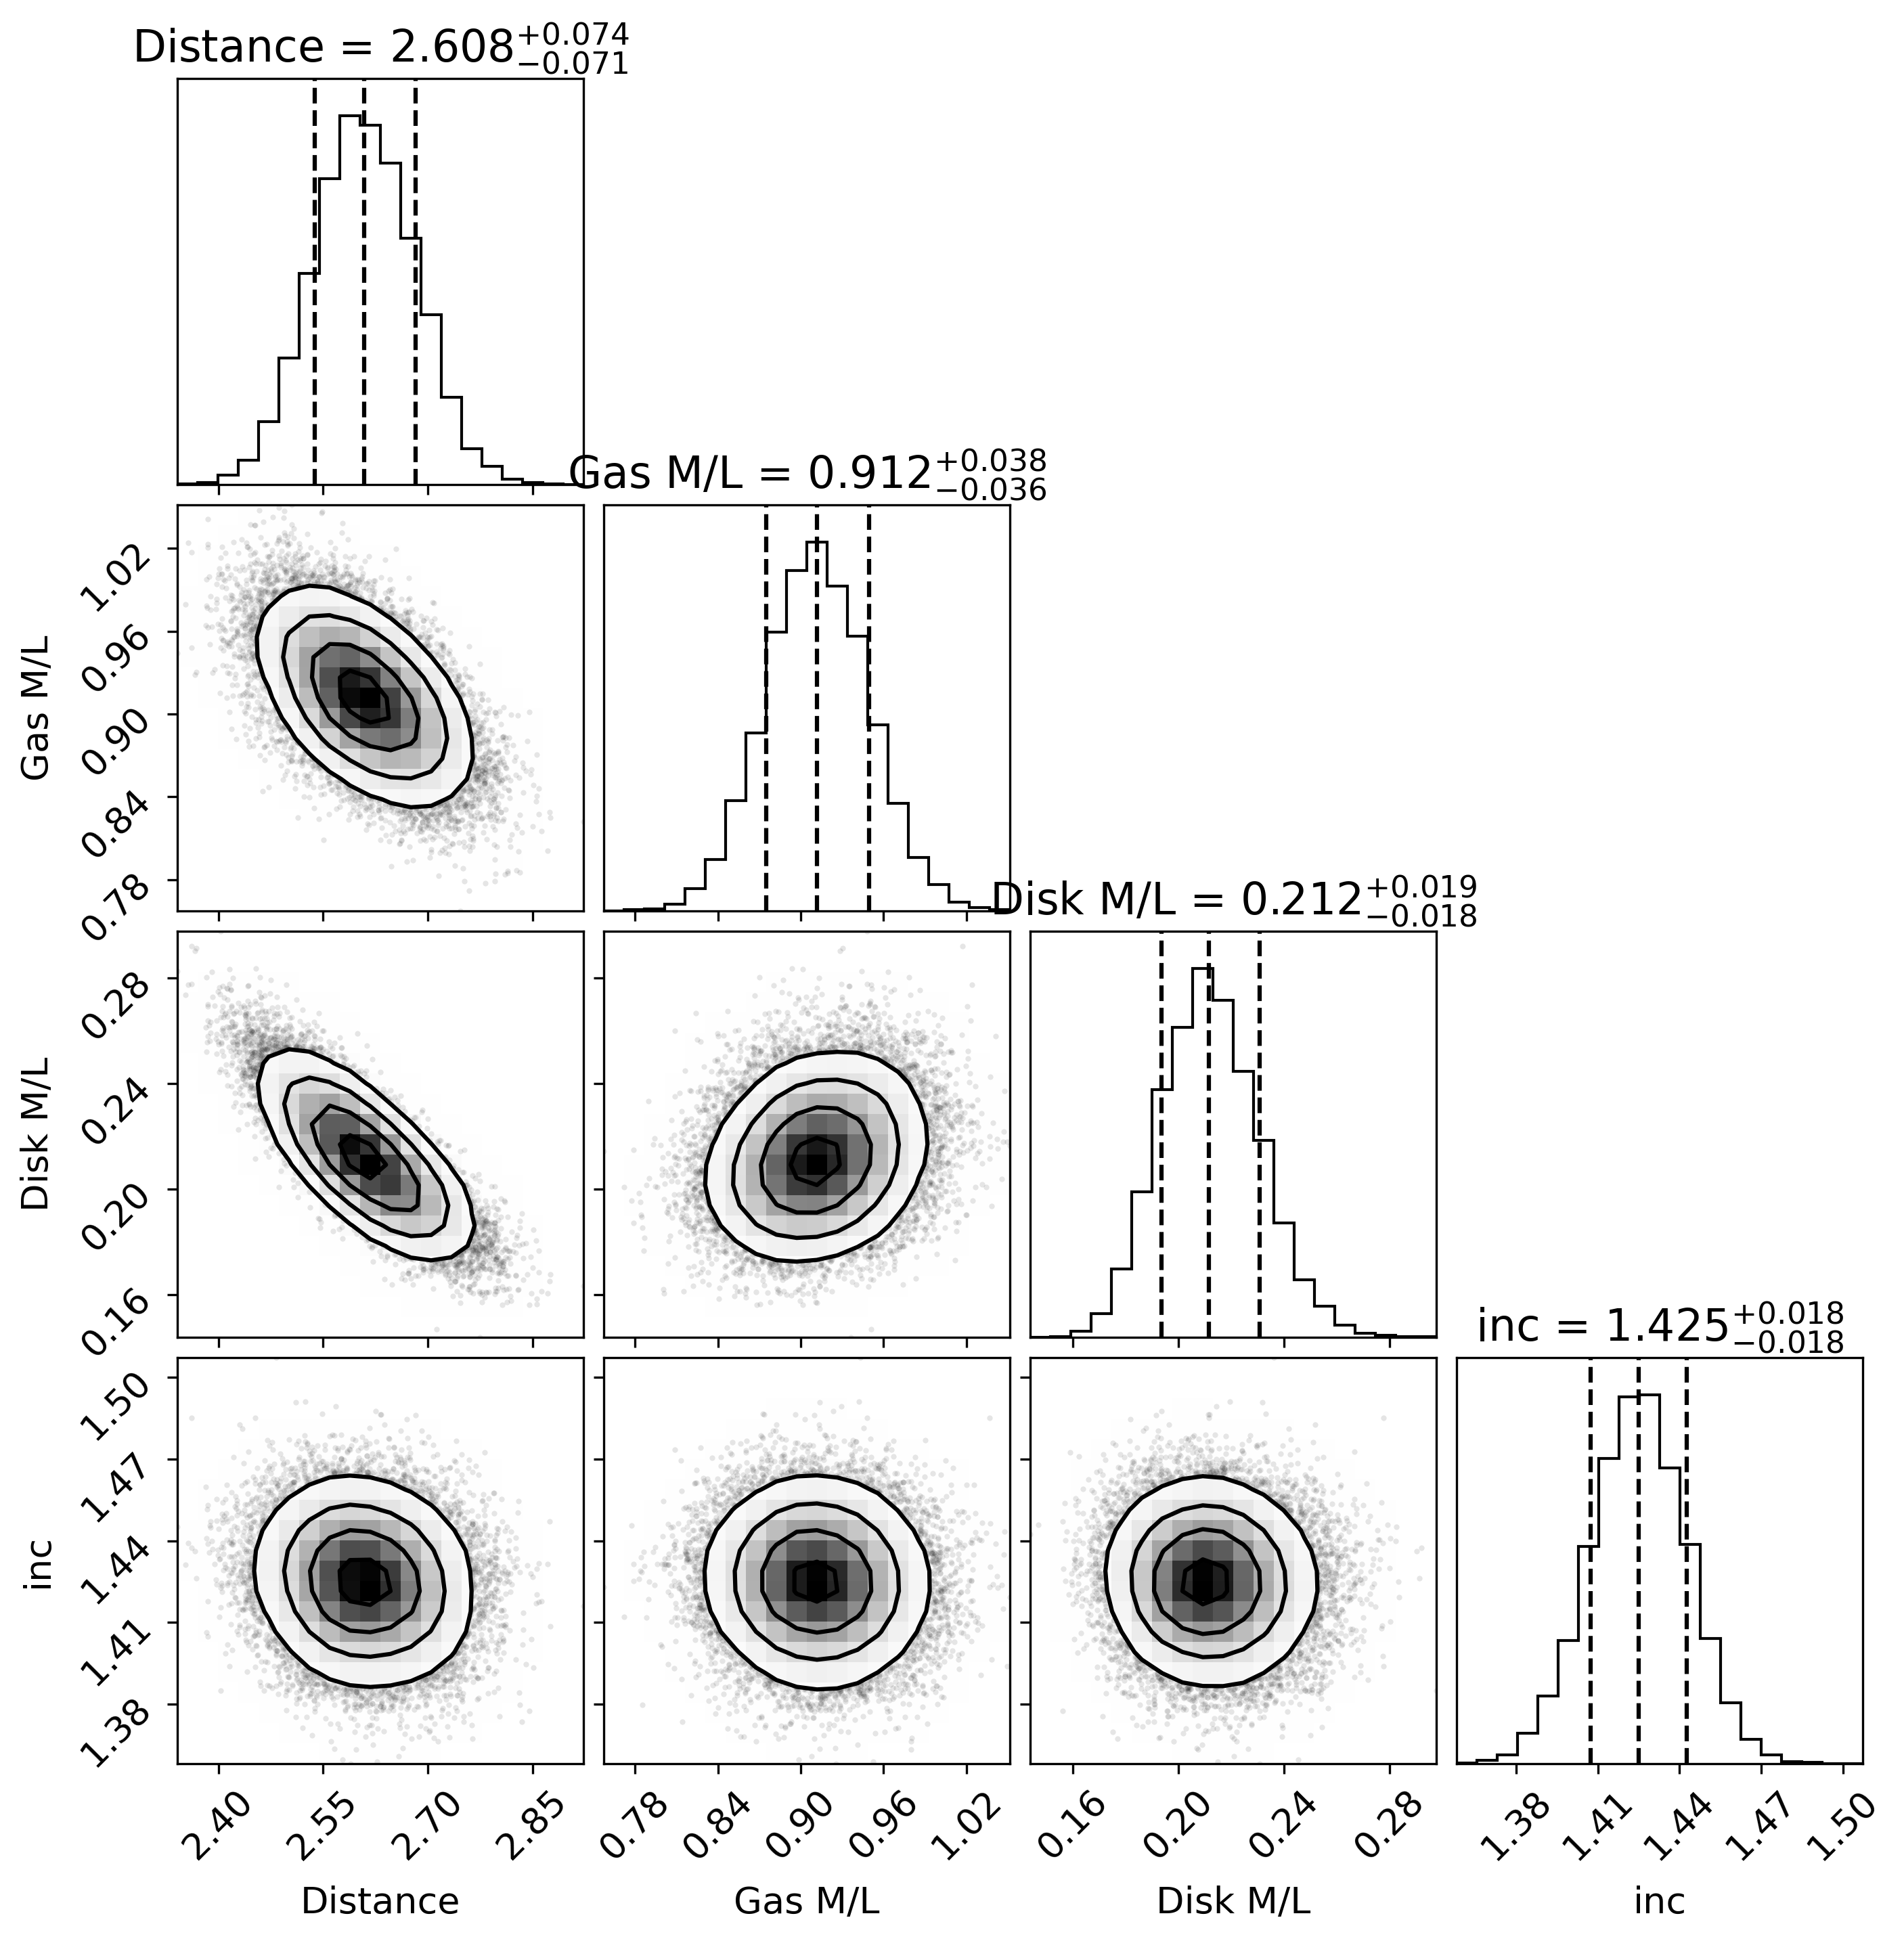 Distance = 2.608 +0.074 −0.071
Gas M/L = 0.912 +0.038 −0.036
Gas M/L
1.02
0.96
0.90
0.84
0.78
Disk M/L = 0.212 +0.019 −0.018
Disk M/L
0.28
0.24
0.20
0.16
inc = 1.425 +0.018 −0.018
inc
1.50
1.47
1.44
1.41
1.38
2.40 2.55 2.70 2.85 0.78 0.84 0.90 0.96 1.02 0.16 0.20 0.24 0.28 1.38 1.41 1.44 1.47 1.50
Distance Gas M/L Disk M/L inc